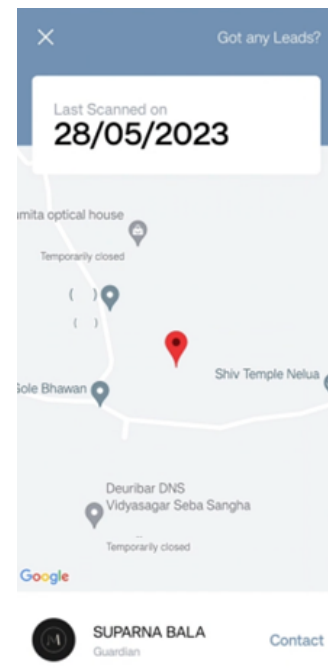 Got any Leads?
Last Scanned on
28/05/2023
umita optical house
Temporarily closed
( )
( )
Shiv Temple Nelua
Sole Bhawan
Deuribar DNS
Vidyasagar Seba Sangha
...
Temporarily closed
Google
M
SUPARNA BALA
Guardian
Contact